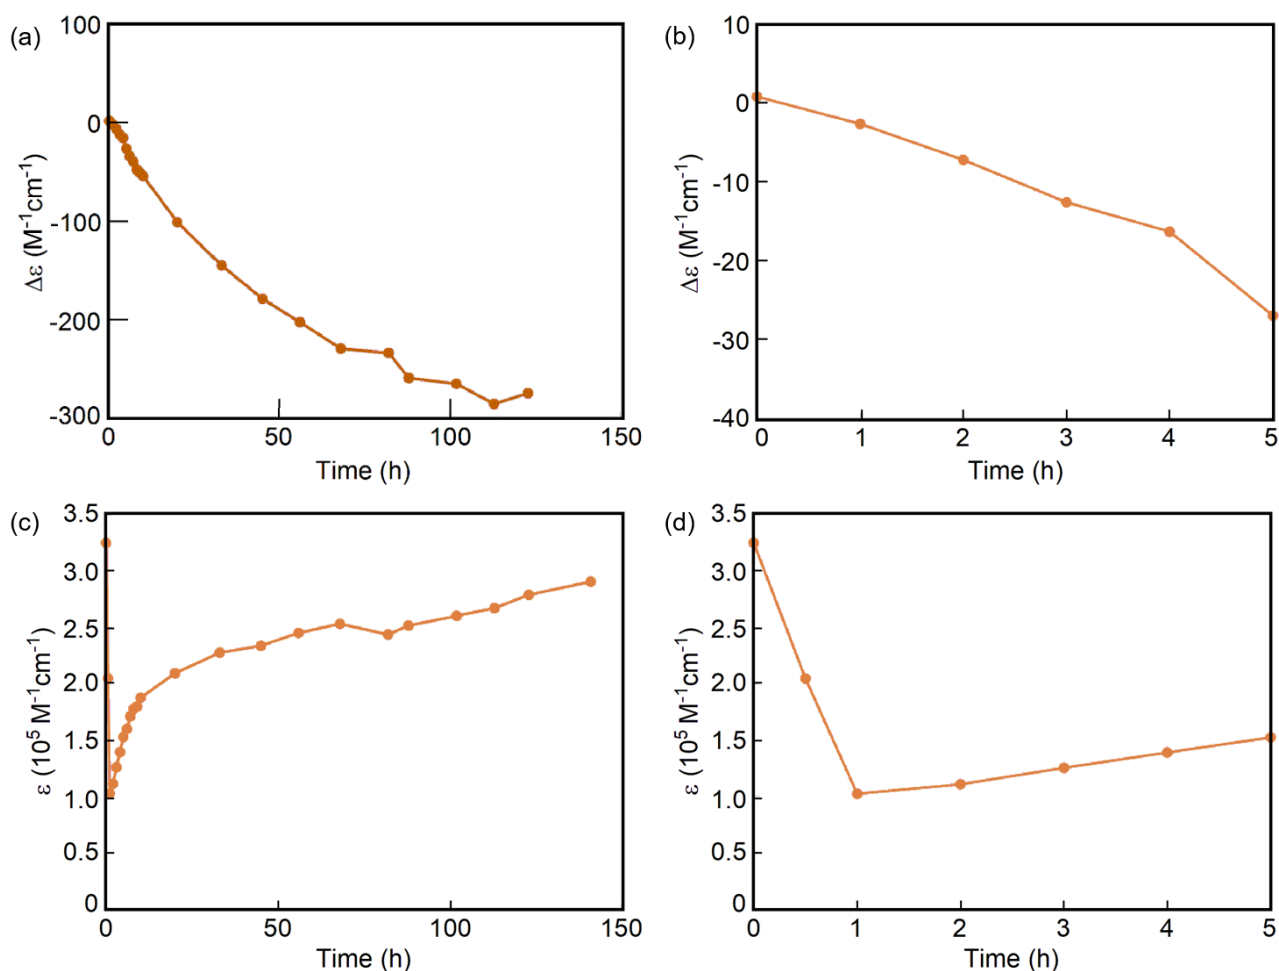 (a)
100
0
-100
-200
-300
Δε (M⁻¹cm⁻¹)
0 50 100 150
Time (h)
(b)
10
0
-10
-20
-30
-40
Δε (M⁻¹cm⁻¹)
0 1 2 3 4 5
Time (h)
(c)
3.5
3.0
2.5
2.0
1.5
1.0
0.5
0
ε (10⁵ M⁻¹cm⁻¹)
0 50 100 150
Time (h)
(d)
3.5
3.0
2.5
2.0
1.5
1.0
0.5
0
ε (10⁵ M⁻¹cm⁻¹)
0 1 2 3 4 5
Time (h)